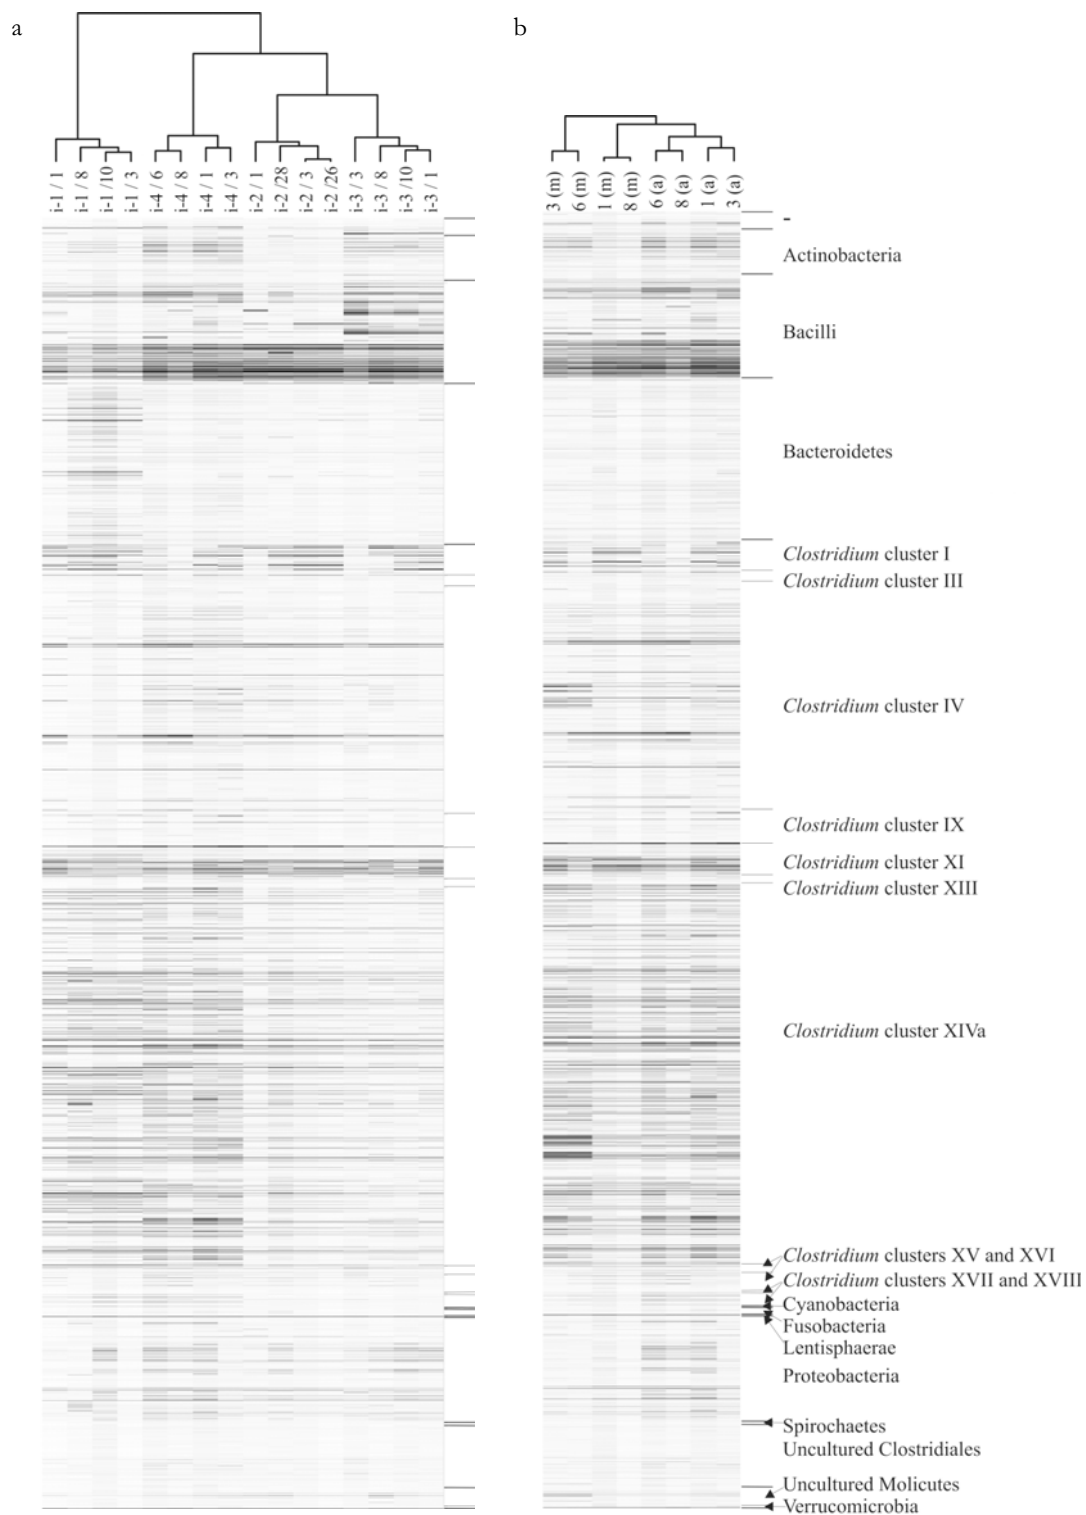 a
b
i-1 / 1
i-1 / 8
i-1 /10
i-1 / 3
i-4 / 6
i-4 / 8
i-4 / 1
i-4 / 3
i-2 / 1
i-2 /28
i-2 / 3
i-2 /26
i-3 / 3
i-3 / 8
i-3 /10
i-3 / 1
3 (m)
6 (m)
1 (m)
8 (m)
6 (a)
8 (a)
1 (a)
3 (a)
-
Actinobacteria
Bacilli
Bacteroidetes
Clostridium cluster I
Clostridium cluster III
Clostridium cluster IV
Clostridium cluster IX
Clostridium cluster XI
Clostridium cluster XIII
Clostridium cluster XIVa
Clostridium clusters XV and XVI
Clostridium clusters XVII and XVIII
Cyanobacteria
Fusobacteria
Lentisphaerae
Proteobacteria
Spirochaetes
Uncultured Clostridiales
Uncultured Molicutes
Verrucomicrobia